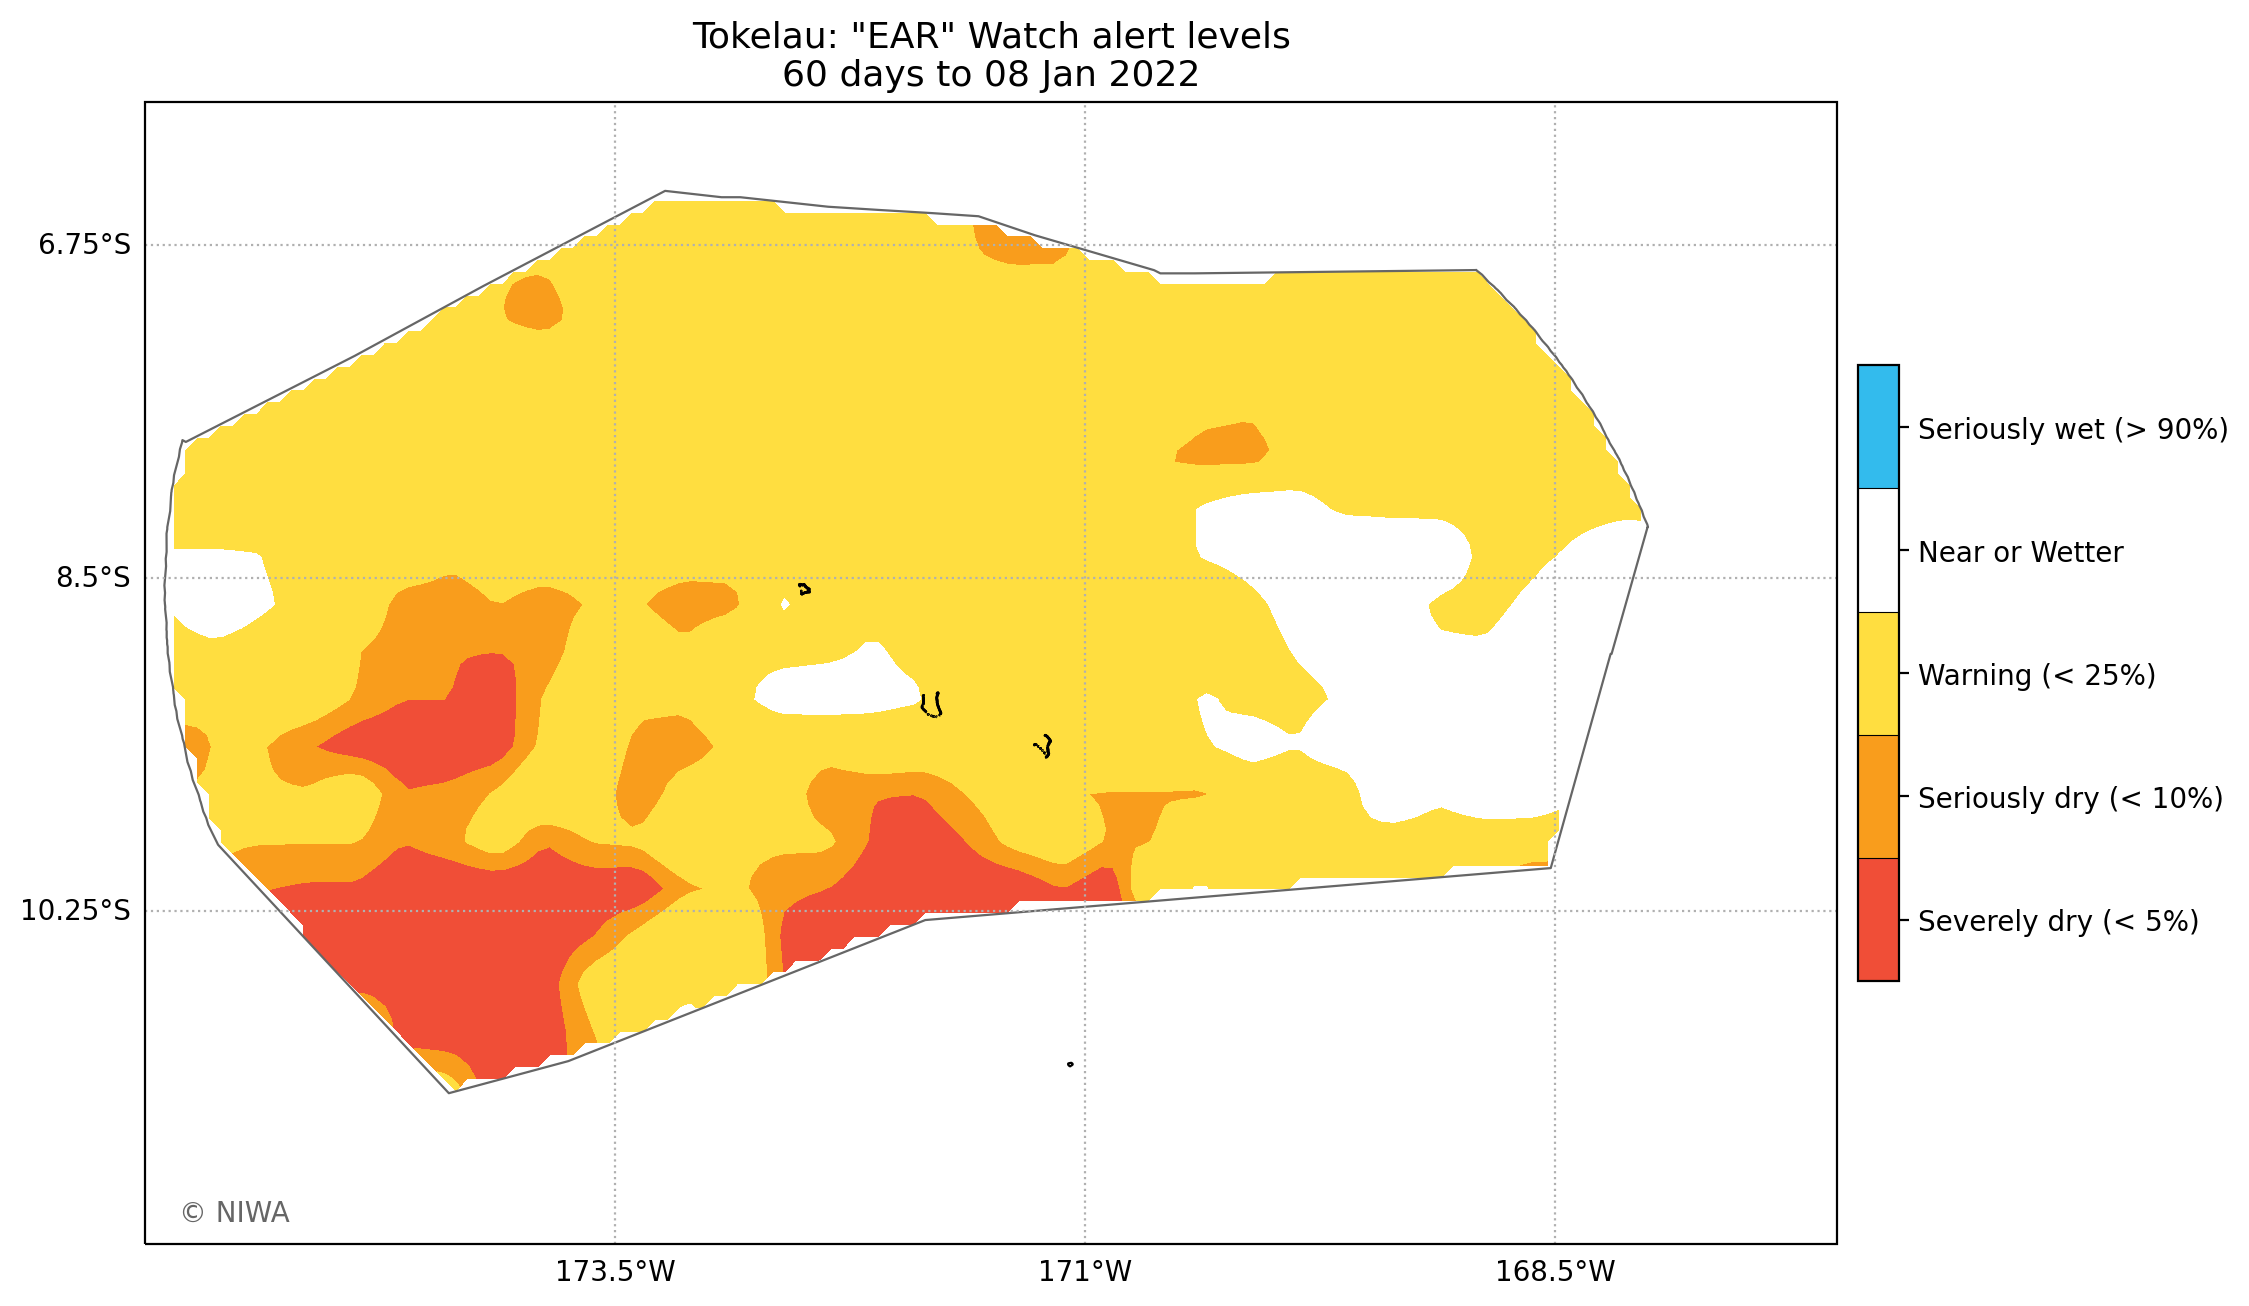 Tokelau: "EAR" Watch alert levels
60 days to 08 Jan 2022
6.75°S
8.5°S
10.25°S
173.5°W
171°W
168.5°W
Seriously wet (> 90%)
Near or Wetter
Warning (< 25%)
Seriously dry (< 10%)
Severely dry (< 5%)
© NIWA